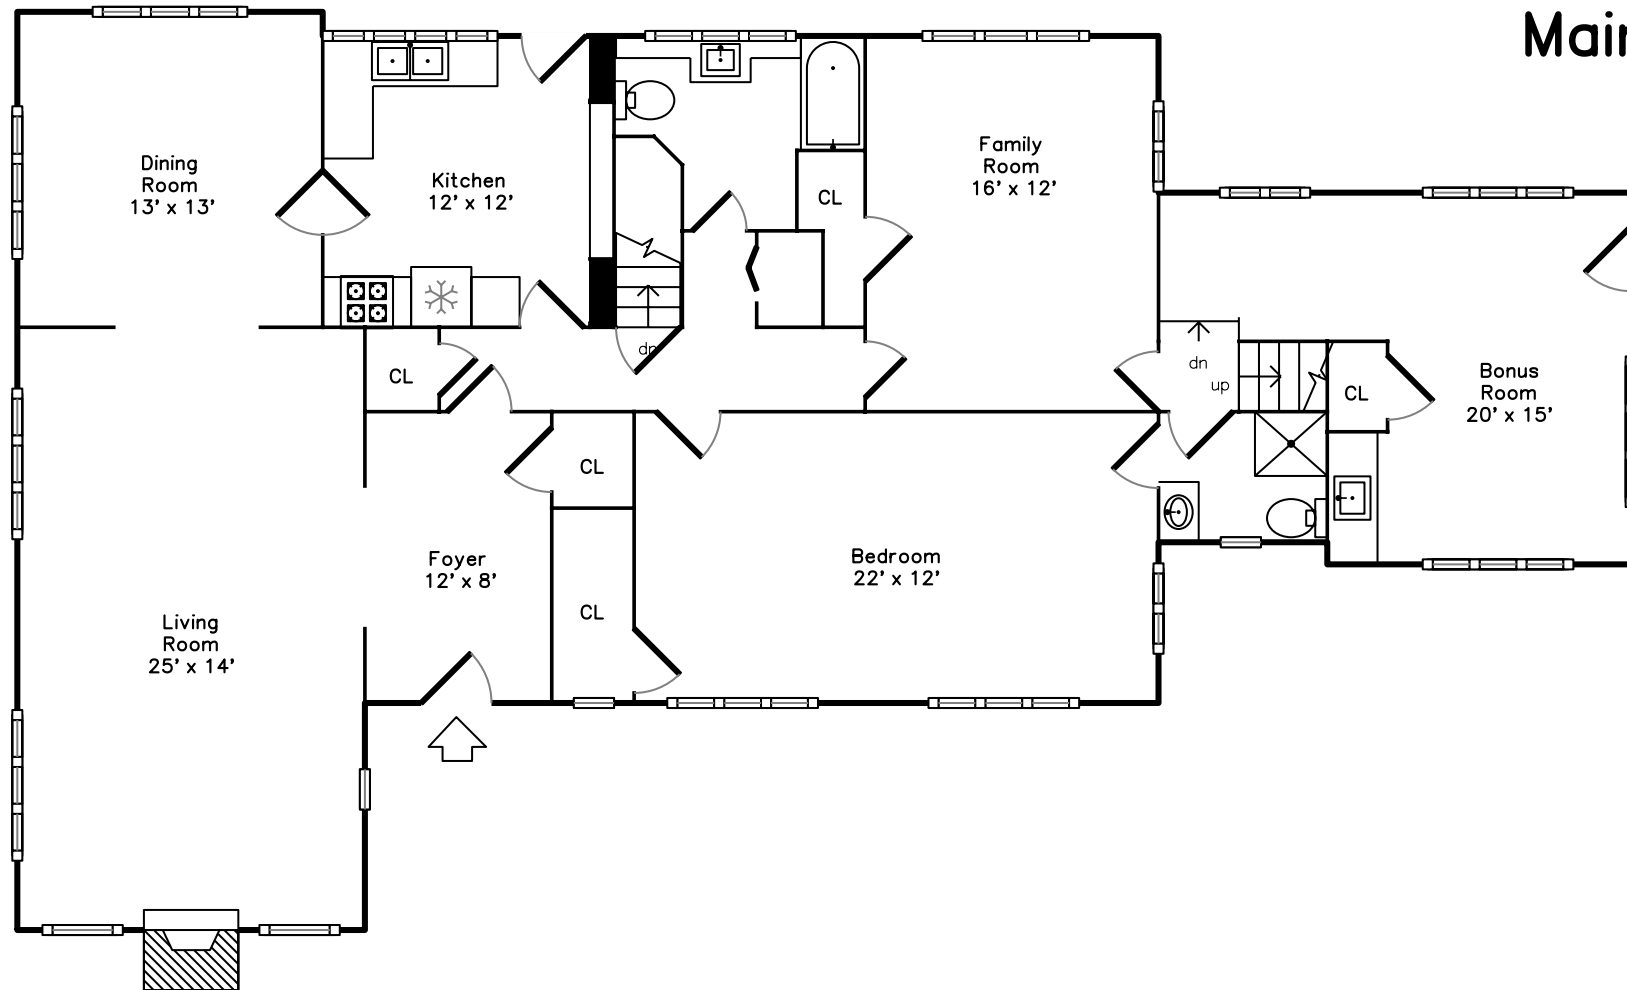 Main
Dining
Room
13' x 13'
Kitchen
12' x 12'
CL
Family
Room
16' x 12'
dn
CL
dn
up
CL
Bonus
Room
20' x 15'
CL
Foyer
12' x 8'
CL
Bedroom
22' x 12'
Living
Room
25' x 14'